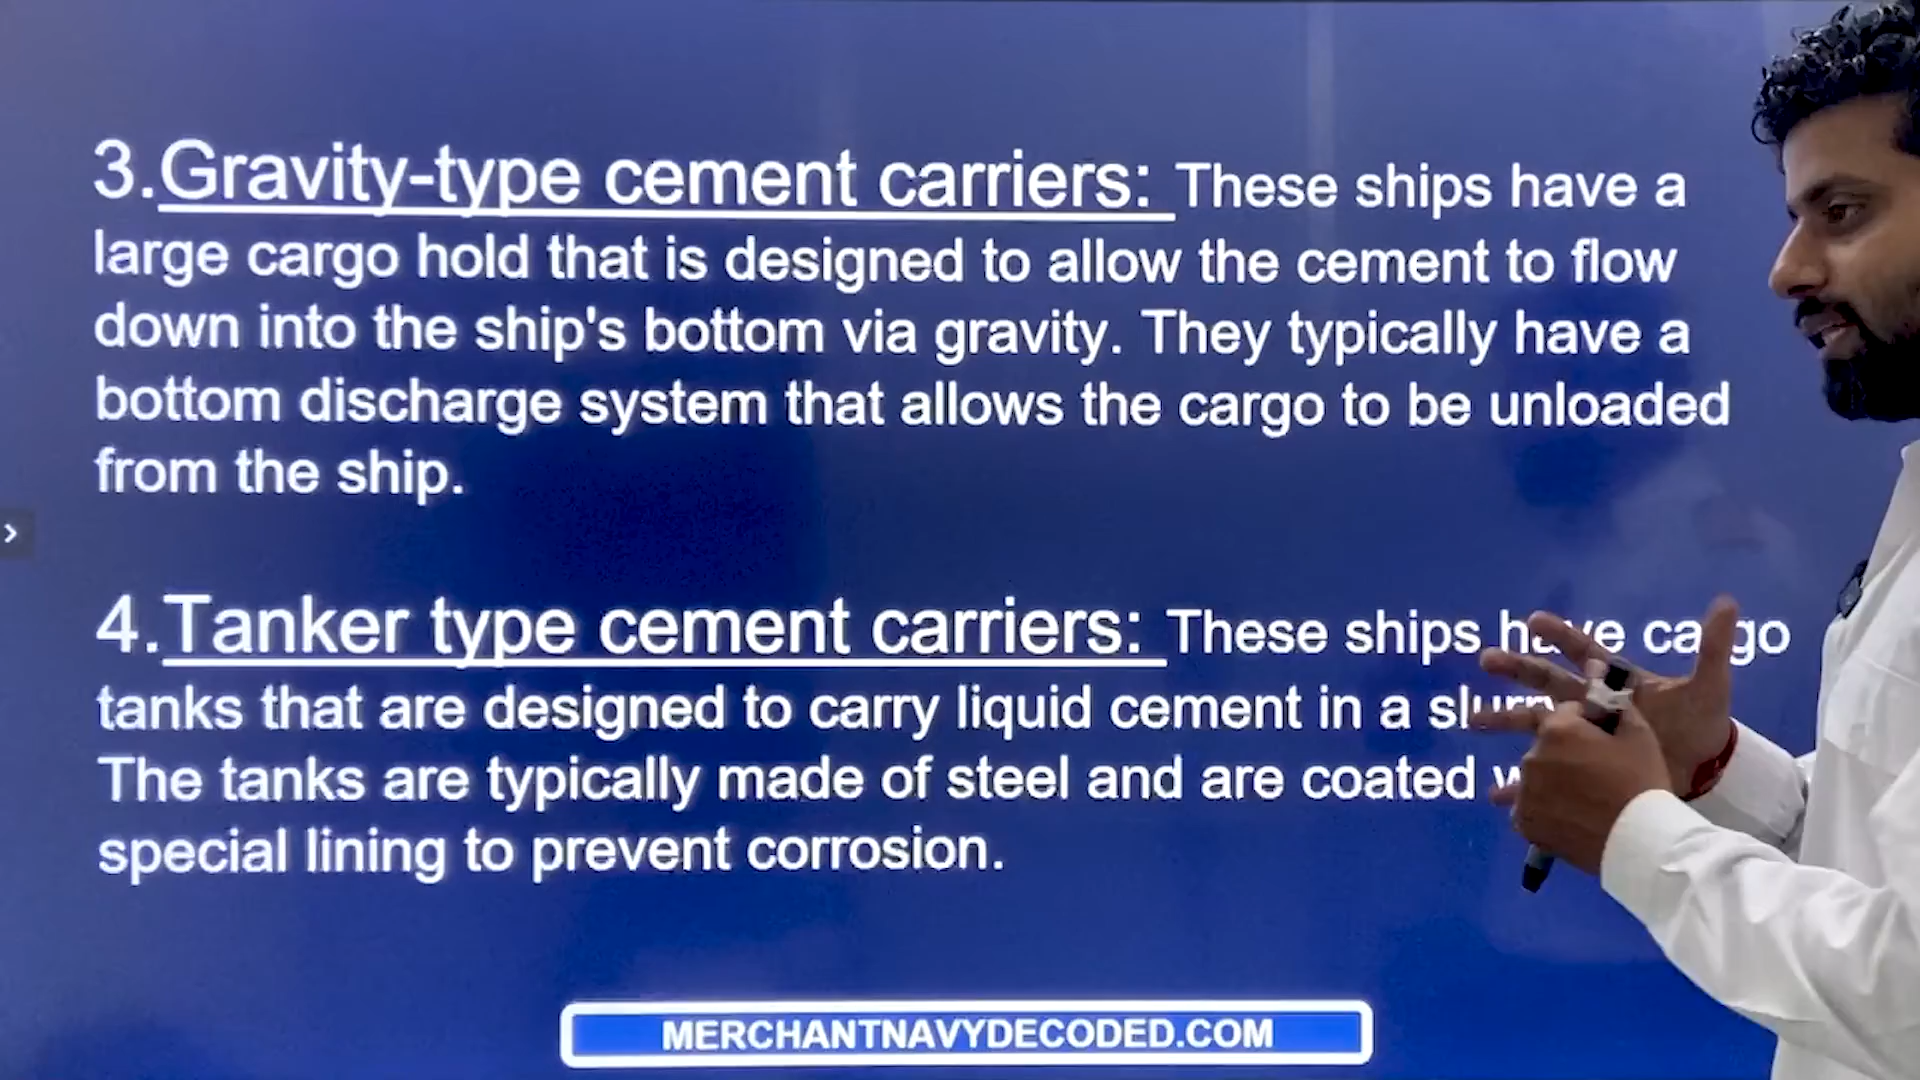 3.Gravity-type cement carriers: These ships have a
large cargo hold that is designed to allow the cement to flow
down into the ship's bottom via gravity. They typically have a
bottom discharge system that allows the cargo to be unloaded
from the ship.
4.Tanker type cement carriers: These ships have cargo
tanks that are designed to carry liquid cement in a
The tanks are typically made of steel and are coated
special lining to prevent corrosion.
MERCHANTNAVYDECODED.COM